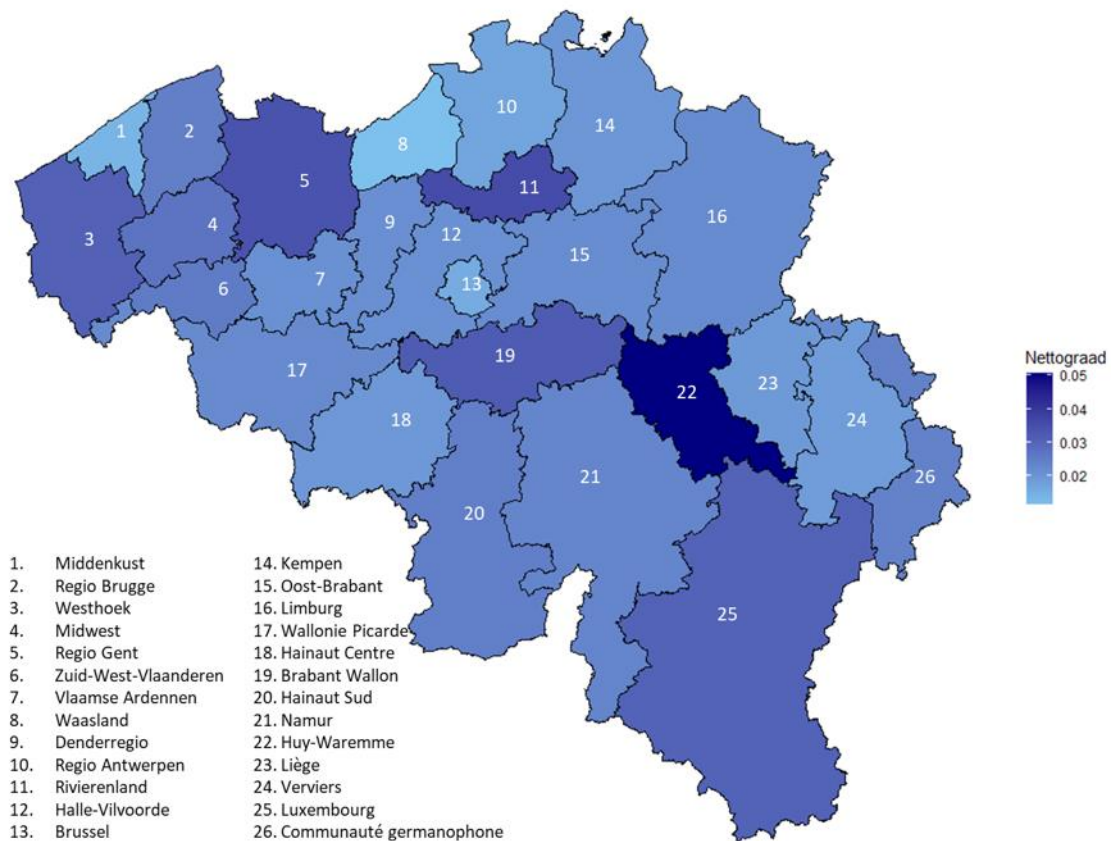 1
2
3
4
5
6
7
8
9
10
11
12
13
14
15
16
17
18
19
20
21
22
23
24
25
26
Nettograad
0.05
0.04
0.03
0.02
1. Middenkust
2. Regio Brugge
3. Westhoek
4. Midwest
5. Regio Gent
6. Zuid-West-Vlaanderen
7. Vlaamse Ardennen
8. Waasland
9. Denderregio
10. Regio Antwerpen
11. Rivierenland
12. Halle-Vilvoorde
13. Brussel
14. Kempen
15. Oost-Brabant
16. Limburg
17. Wallonie Picarde
18. Hainaut Centre
19. Brabant Wallon
20. Hainaut Sud
21. Namur
22. Huy-Waremme
23. Liège
24. Verviers
25. Luxembourg
26. Communauté germanophone